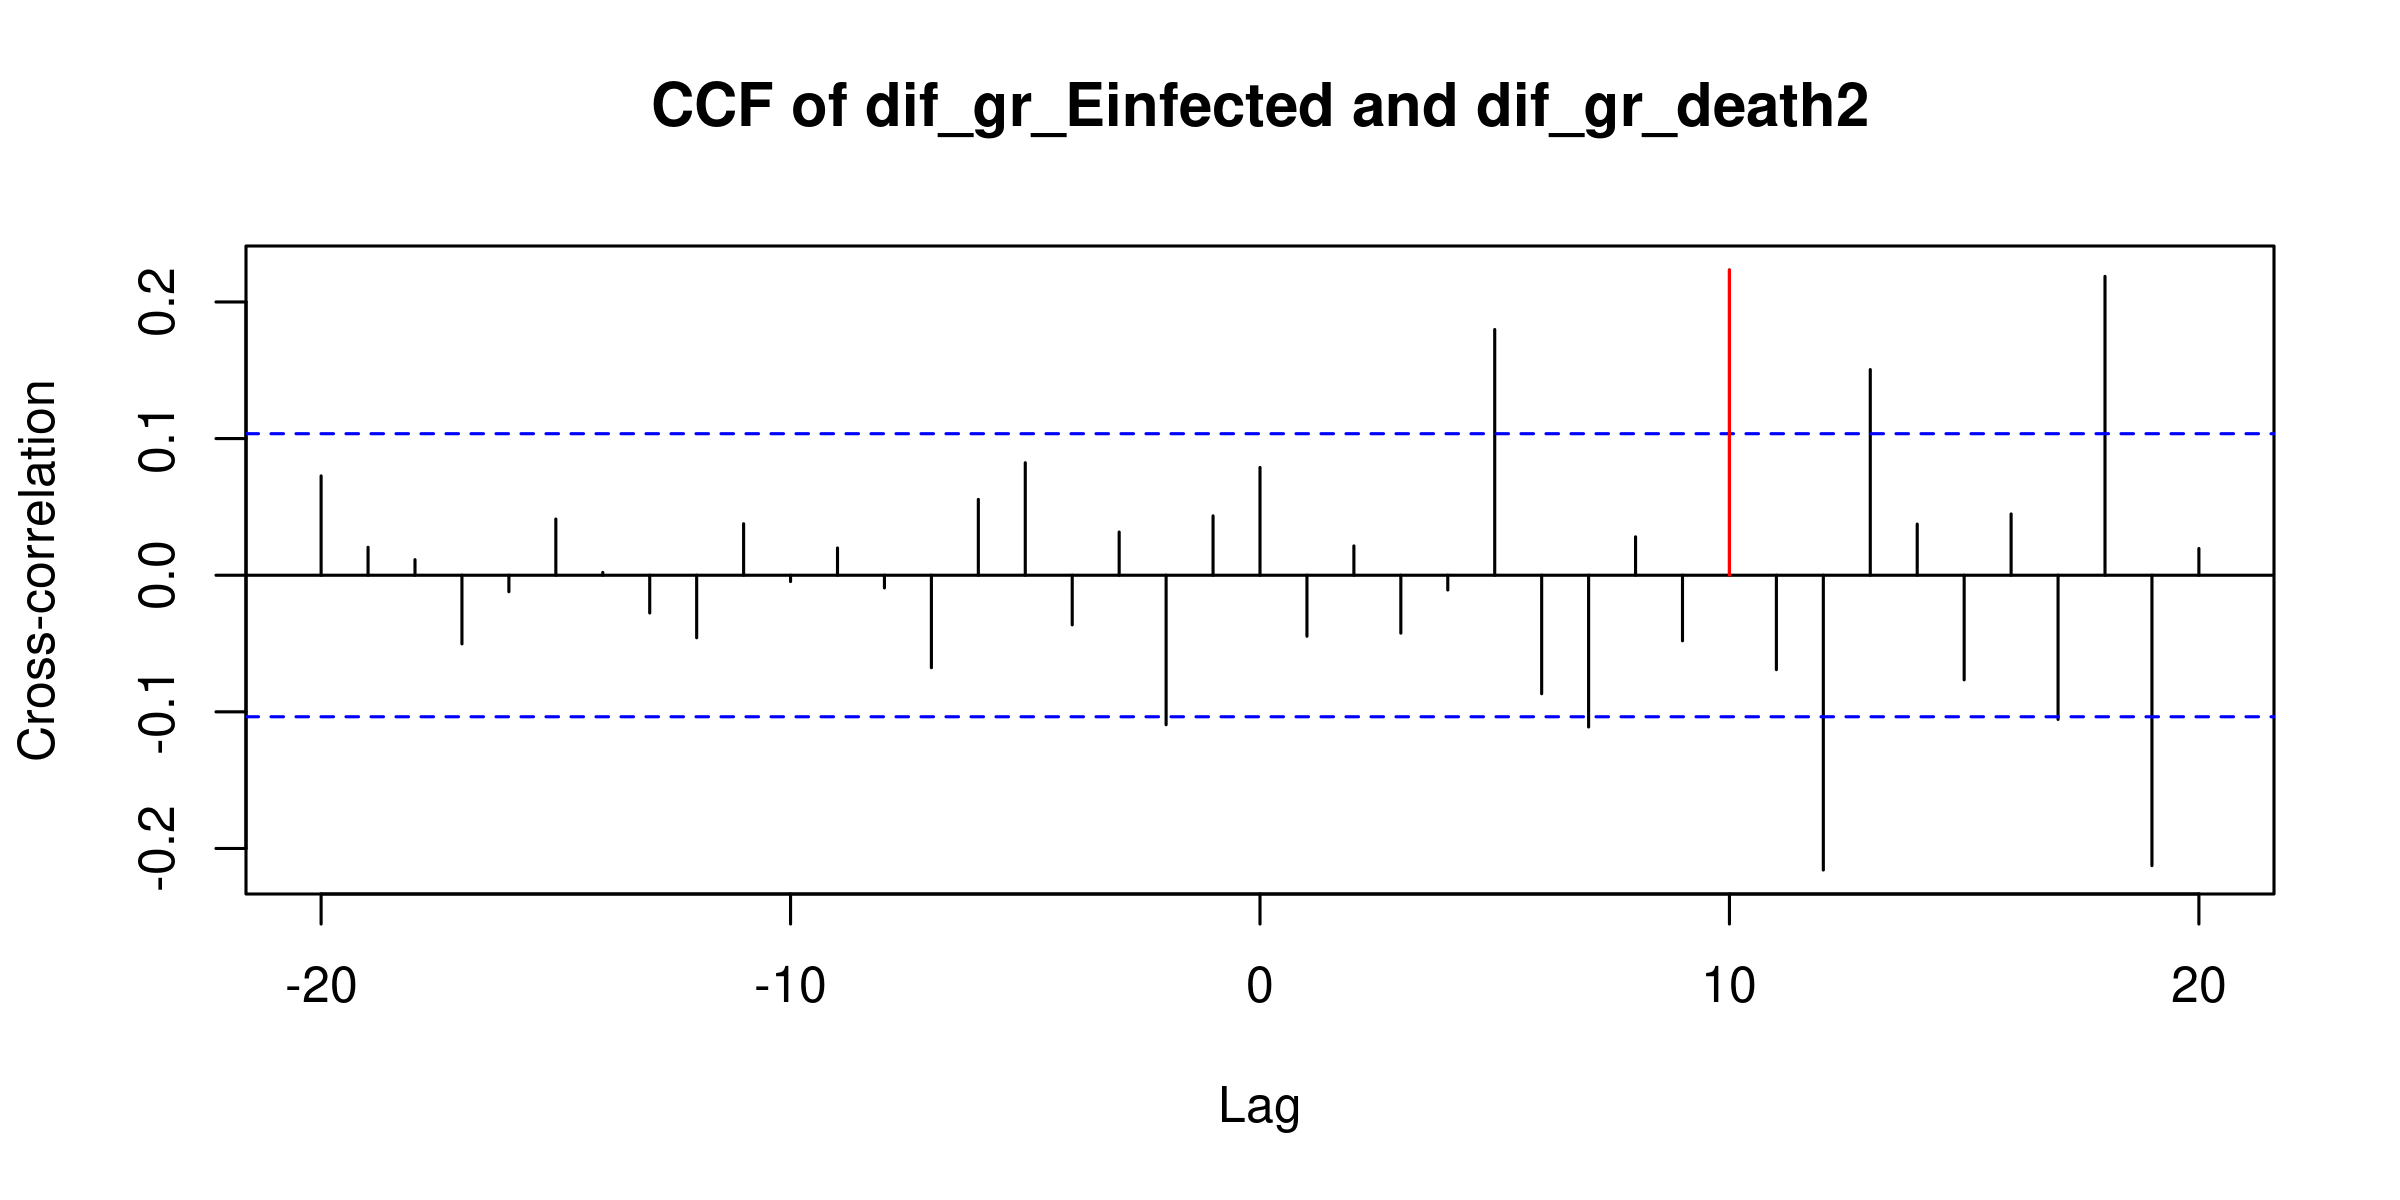 CCF of dif_gr_Einfected and dif_gr_death2
Cross-correlation
0.2
0.1
0.0
-0.1
-0.2
-20 -10 0 10 20
Lag